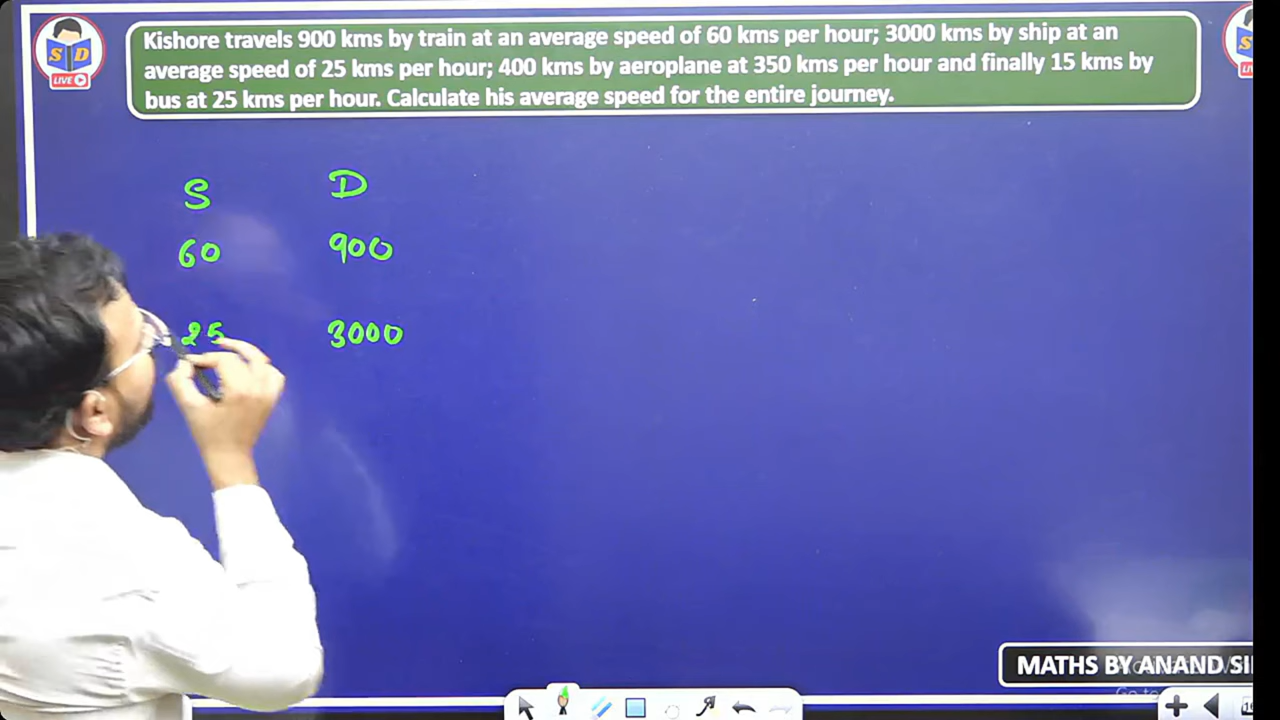 S D
LIVE
Kishore travels 900 kms by train at an average speed of 60 kms per hour; 3000 kms by ship at an
average speed of 25 kms per hour; 400 kms by aeroplane at 350 kms per hour and finally 15 kms by
bus at 25 kms per hour. Calculate his average speed for the entire journey.
S D
60 900
25 3000
MATHS BY ANAND